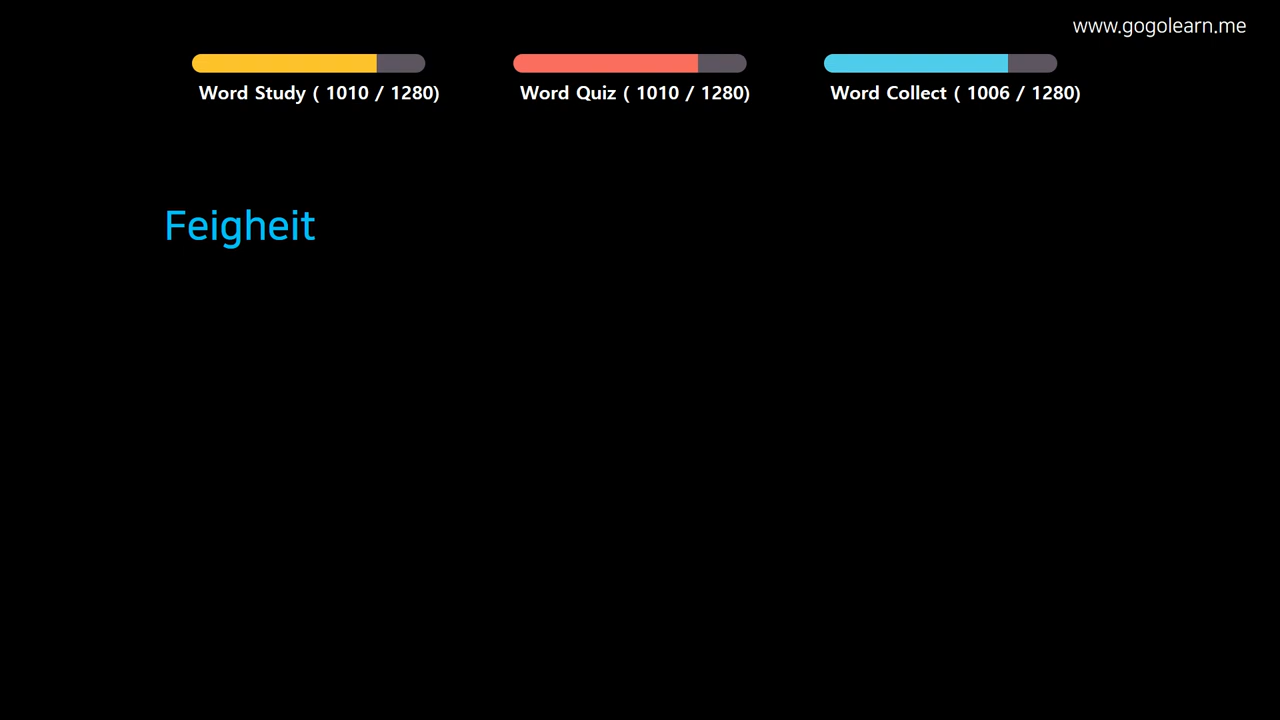 www.gogolearn.me
Word Study ( 1010 / 1280)
Word Quiz ( 1010 / 1280)
Word Collect ( 1006 / 1280)
Feigheit